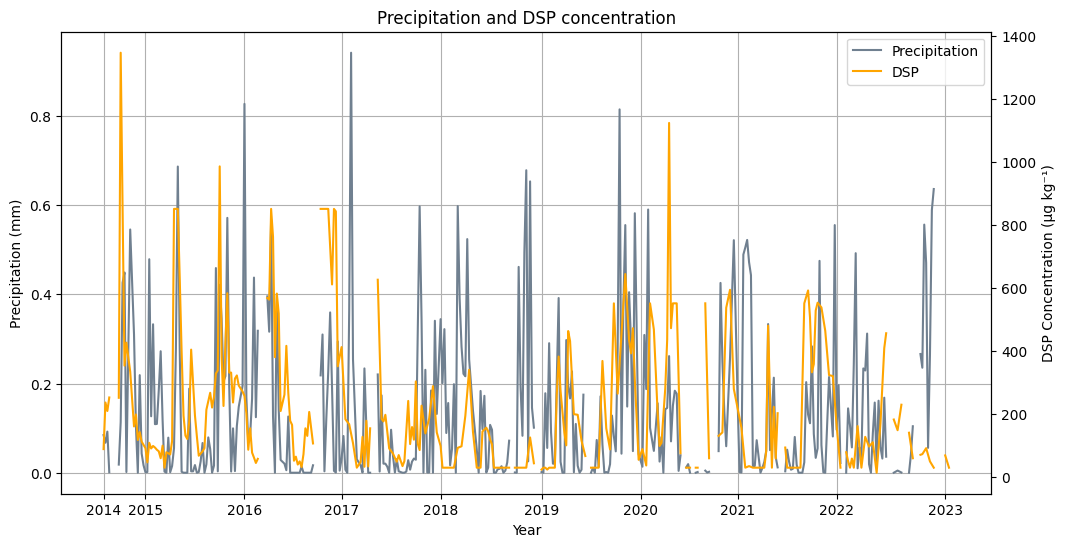 Precipitation and DSP concentration
Precipitation
DSP
Precipitation (mm)
0.8
0.6
0.4
0.2
0.0
1400
1200
1000
800
600
400
200
0
DSP Concentration (µg kg⁻¹)
2014 2015 2016 2017 2018 2019 2020 2021 2022 2023
Year